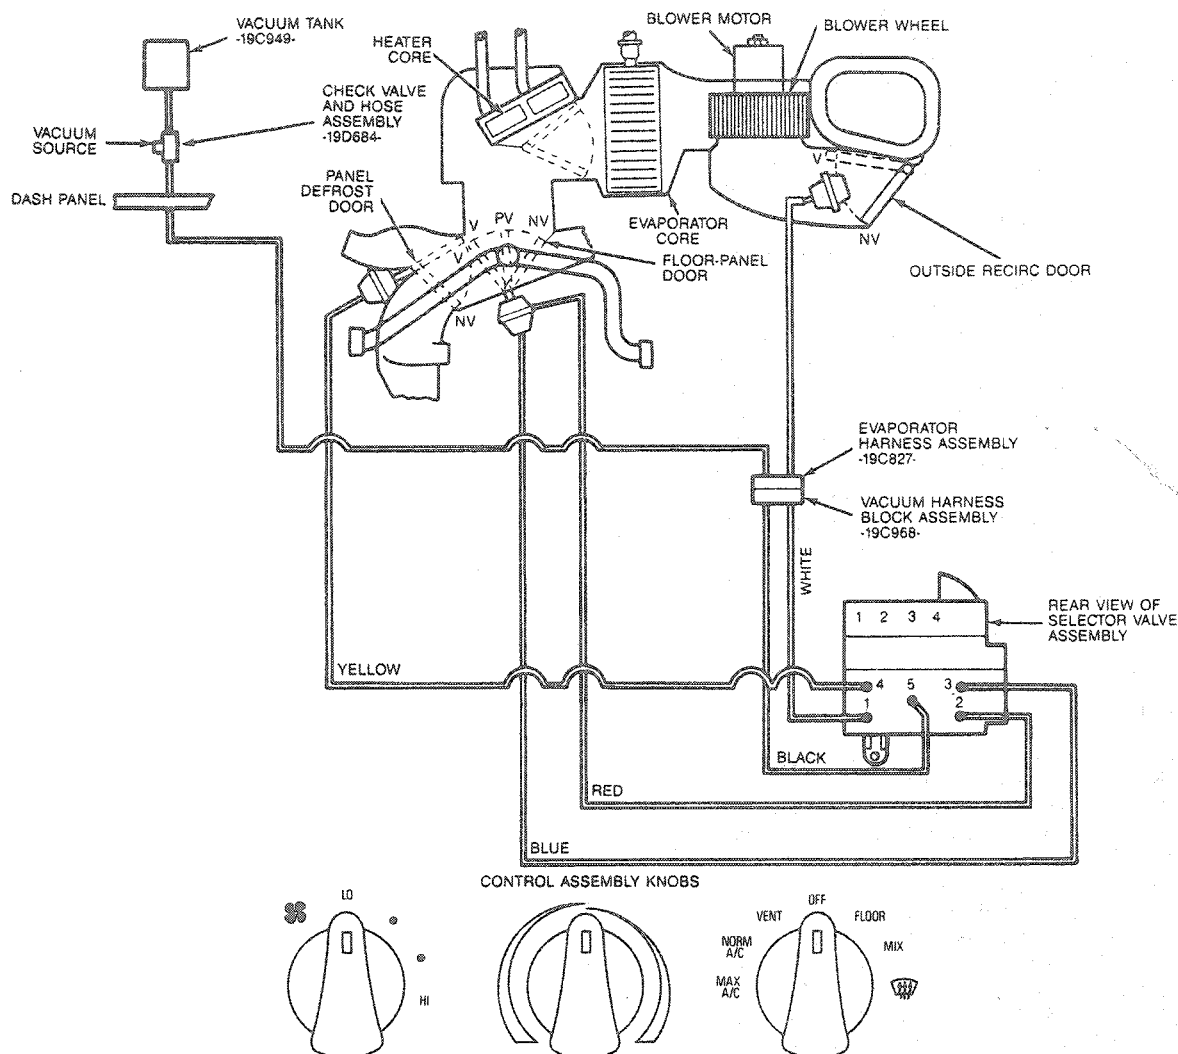 VACUUM TANK
-19C949-
HEATER
CORE
BLOWER MOTOR
BLOWER WHEEL
CHECK VALVE
AND HOSE
ASSEMBLY
-19D684-
VACUUM
SOURCE
DASH PANEL
PANEL
DEFROST
DOOR
V
PV
NV
V
NV
EVAPORATOR
CORE
FLOOR-PANEL
DOOR
V
NV
OUTSIDE RECIRC DOOR
EVAPORATOR
HARNESS ASSEMBLY
-19C827-
VACUUM HARNESS
BLOCK ASSEMBLY
-19C968-
WHITE
1 2 3 4
REAR VIEW OF
SELECTOR VALVE
ASSEMBLY
YELLOW
4 5 3
1 2
BLACK
RED
BLUE
CONTROL ASSEMBLY KNOBS
LO
HI
OFF
VENT
FLOOR
NORM
A/C
MIX
MAX
A/C